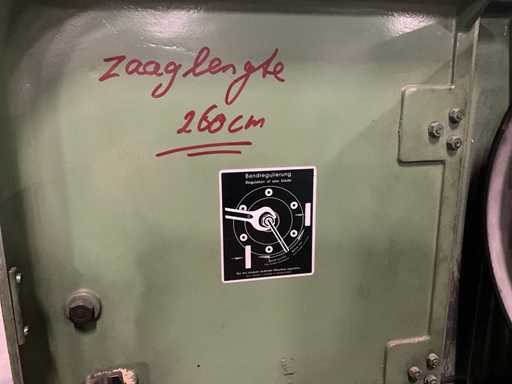 zaaglengte
260cm
Bandregulierung
Regulation of saw blade